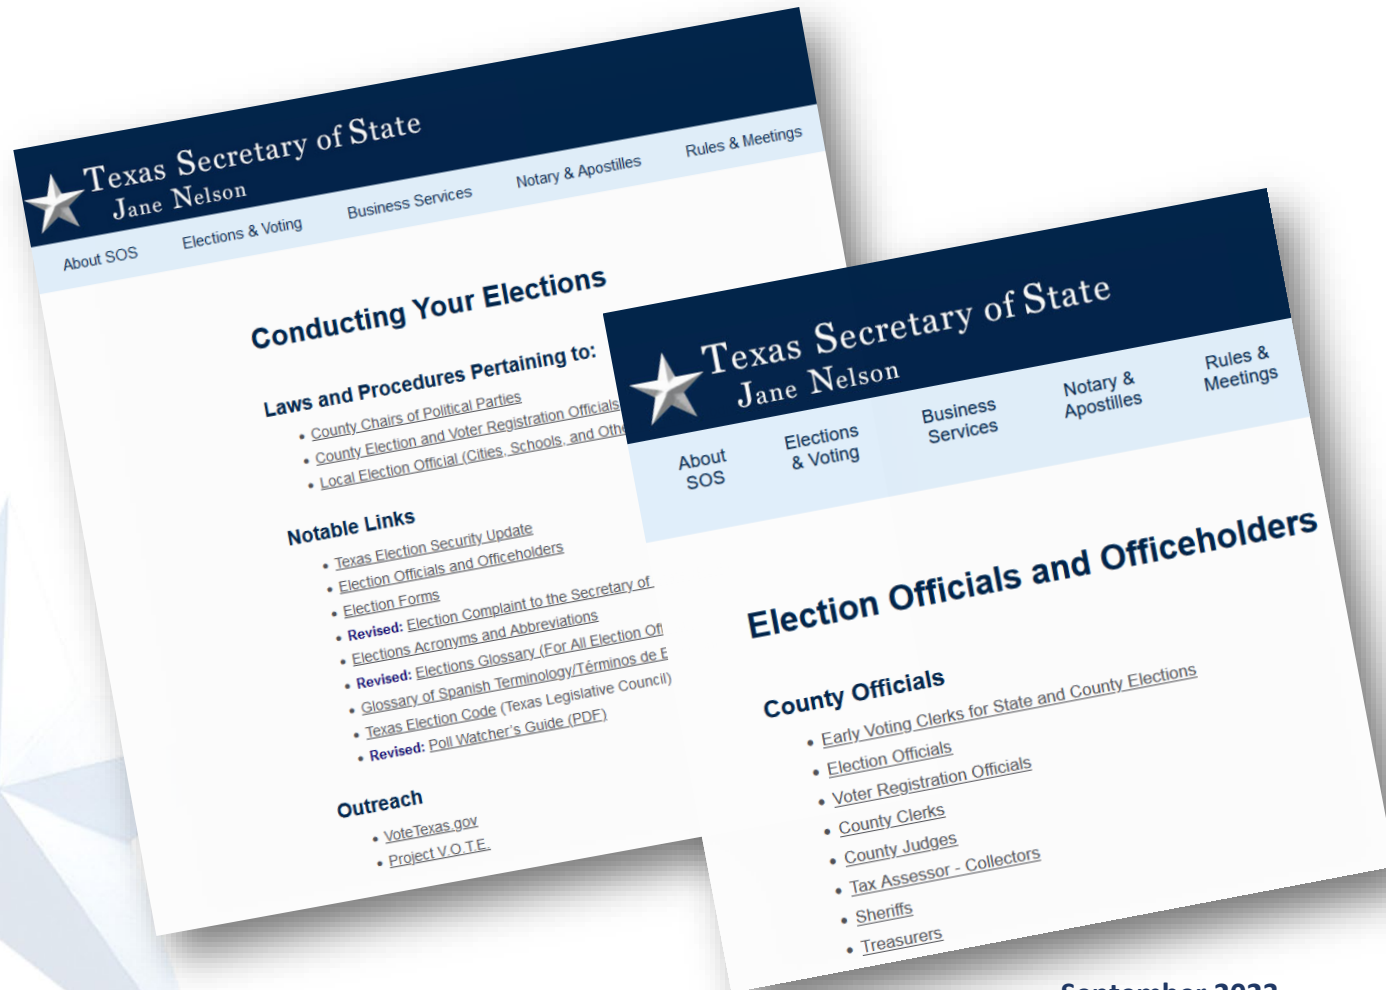 Texas Secretary of State
Jane Nelson
About SOS
Elections & Voting
Business Services
Notary & Apostilles
Rules & Meetings
Conducting Your Elections
Laws and Procedures Pertaining to:
• County Chairs of Political Parties
• County Election and Voter Registration Officials
• Local Election Official (Cities, Schools, and
Notable Links
• Texas Election Security Update
• Election Officials and Officeholders
• Election Forms
• Revised: Election Complaint to the Secretary of
• Elections Acronyms and Abbreviations
• Revised: Elections Glossary (For All Election
• Glossary of Spanish Terminology/Términos de
• Texas Election Code (Texas Legislative Council)
• Revised: Poll Watcher's Guide (PDF)
Outreach
• VoteTexas.gov
• Project V.O.T.E.
Texas Secretary of State
Jane Nelson
About
SOS
Elections
& Voting
Business
Services
Notary &
Apostilles
Rules &
Meetings
Election Officials and Officeholders
County Officials
• Early Voting Clerks for State and County Elections
• Election Officials
• Voter Registration Officials
• County Clerks
• County Judges
• Tax Assessor - Collectors
• Sheriffs
• Treasurers